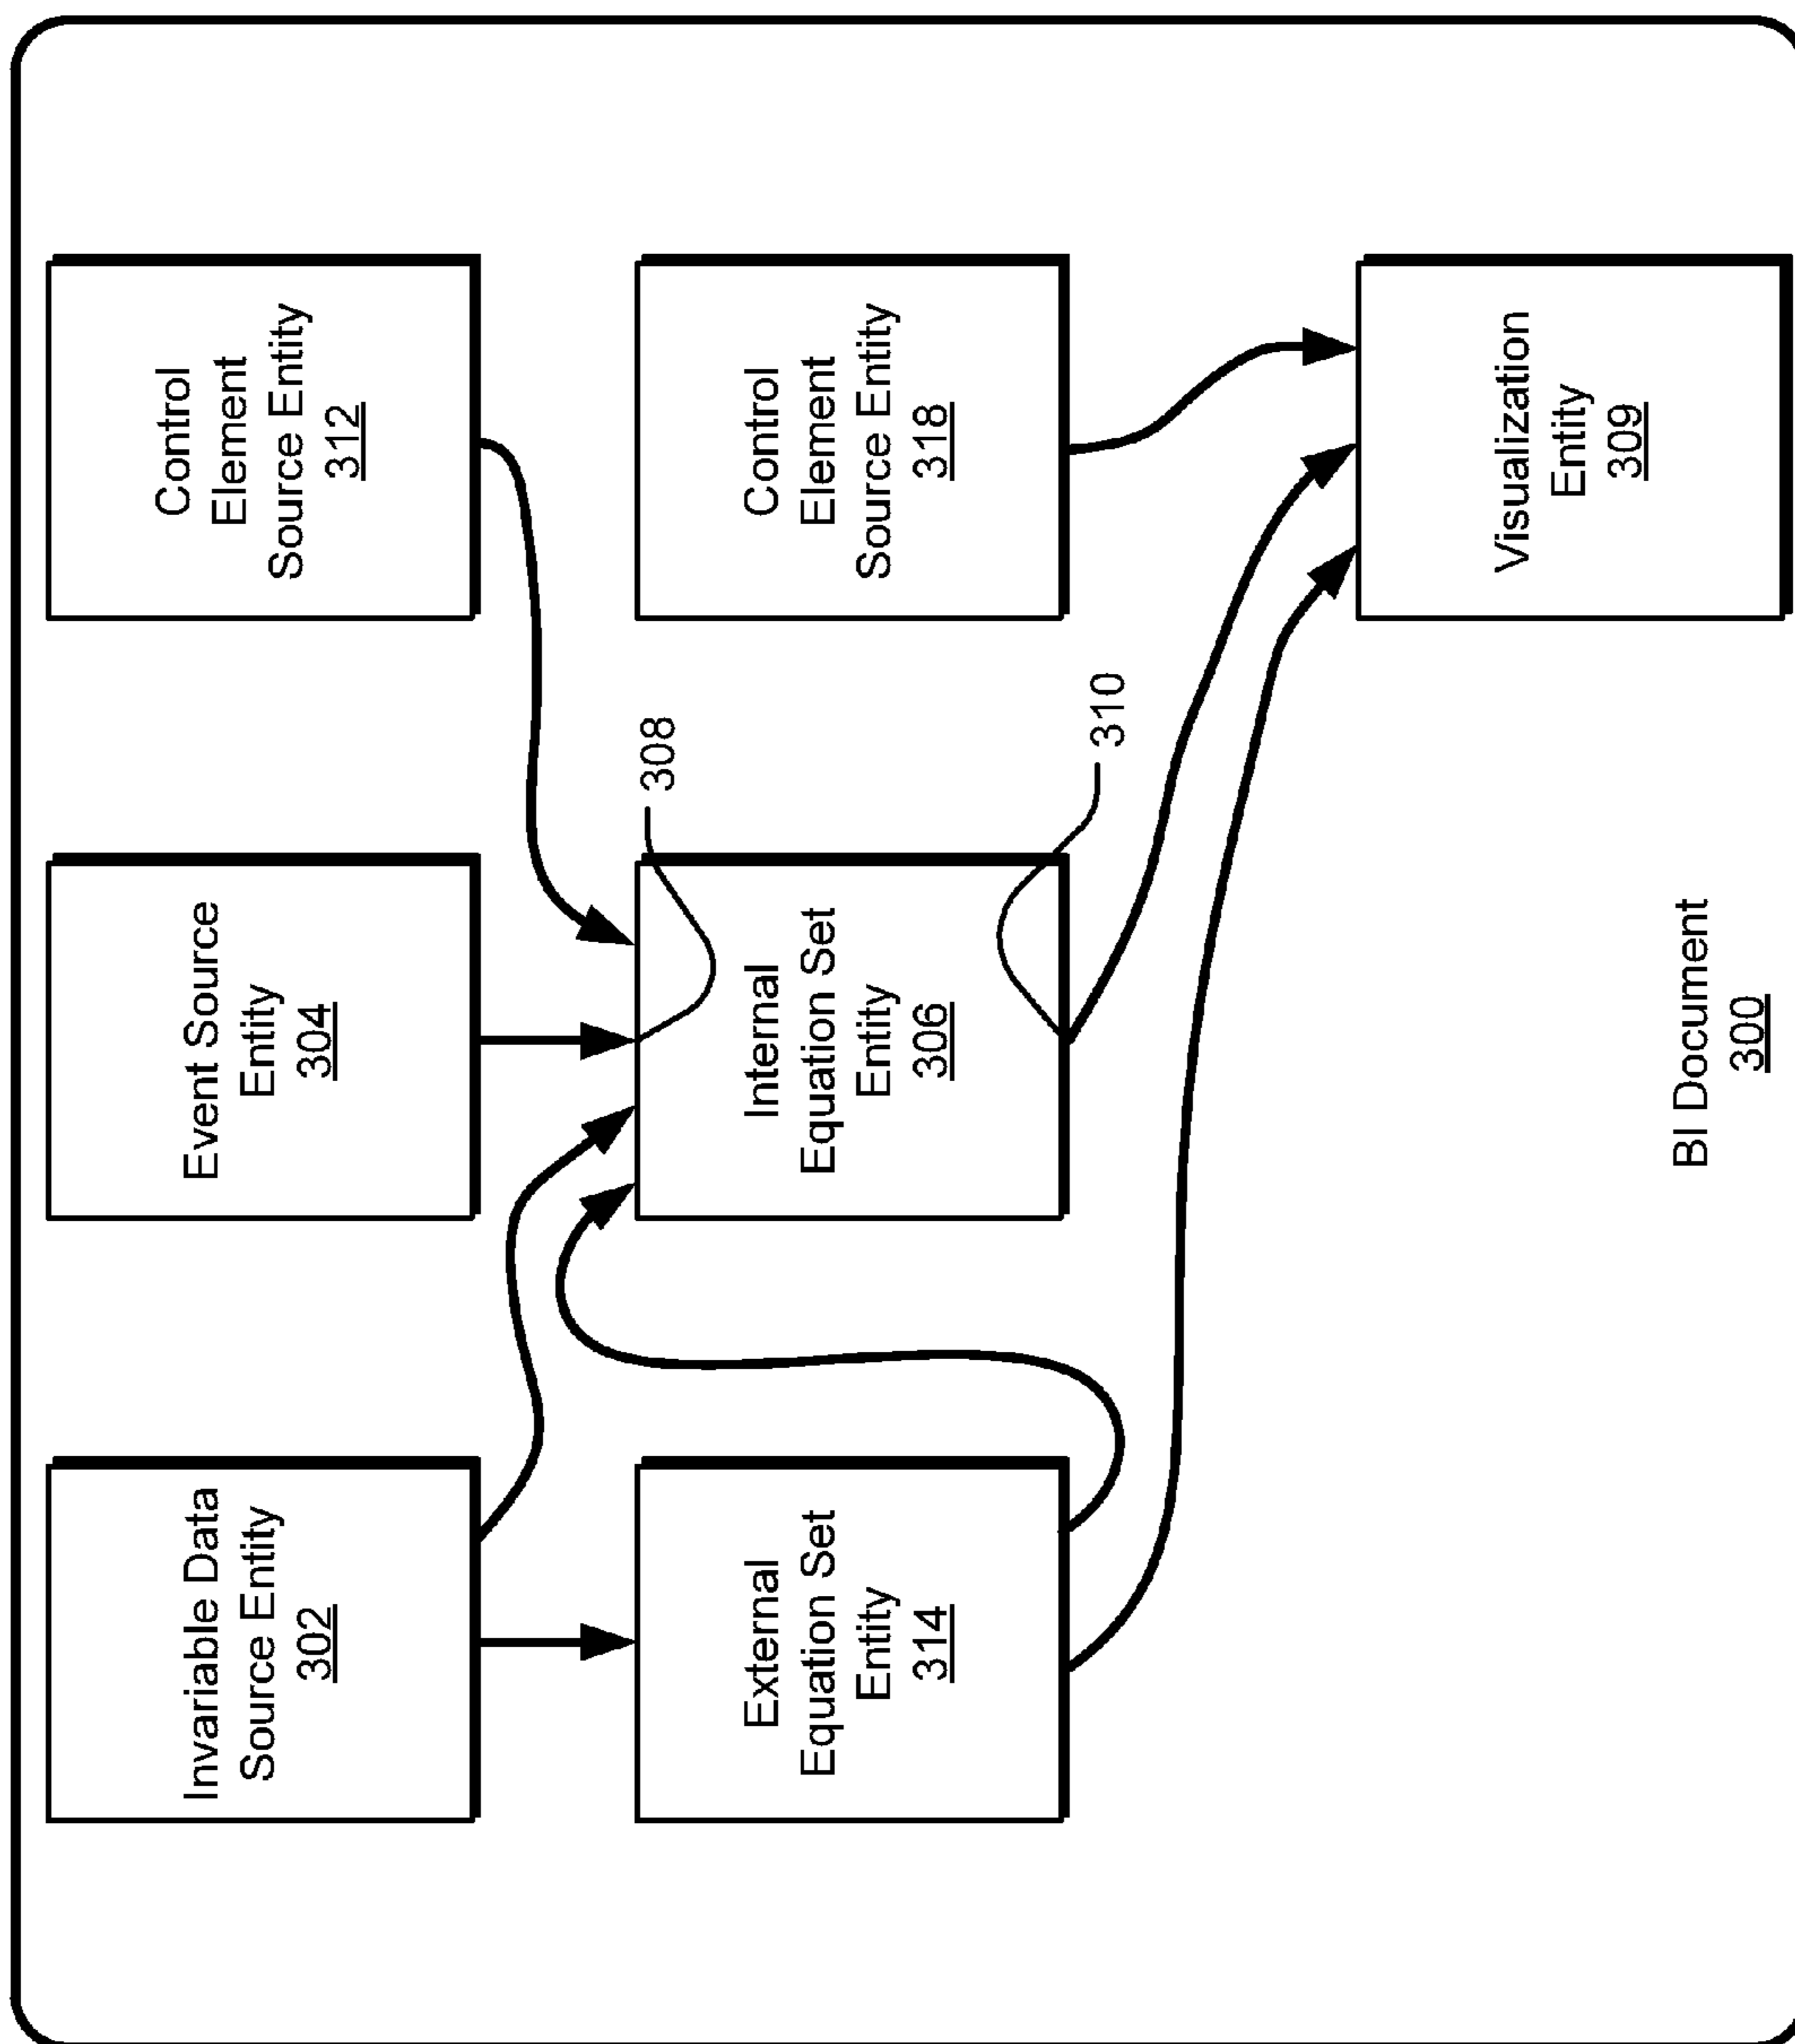 Invariable Data
Source Entity
302
Event Source
Entity
304
Control
Element
Source Entity
312
External
Equation Set
Entity
314
Internal
Equation Set
Entity
306
308
310
Control
Element
Source Entity
318
Visualization
Entity
309
BI Document
300